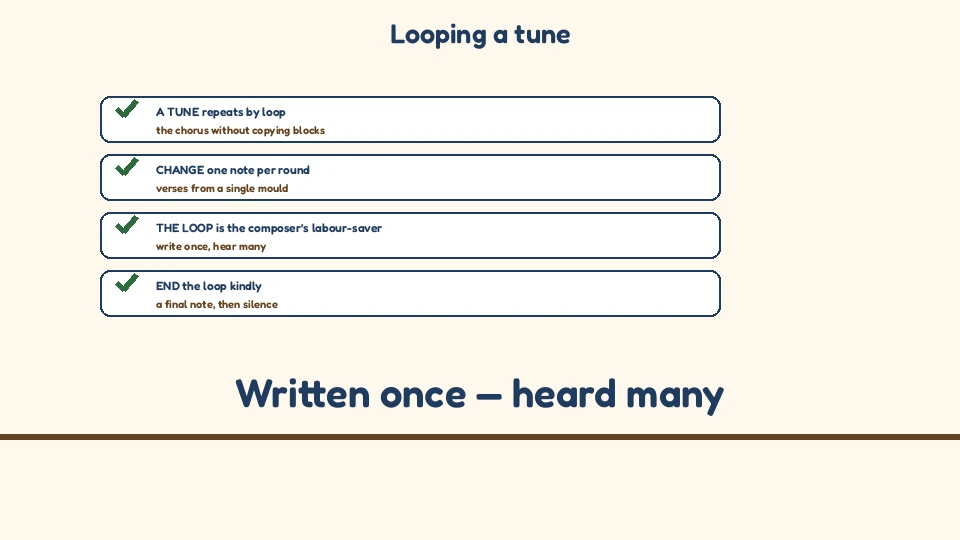 Looping a tune
A TUNE repeats by loop
the chorus without copying blocks
CHANGE one note per round
verses from a single mould
THE LOOP is the composer's labour-saver
write once, hear many
END the loop kindly
a final note, then silence
Written once — heard many